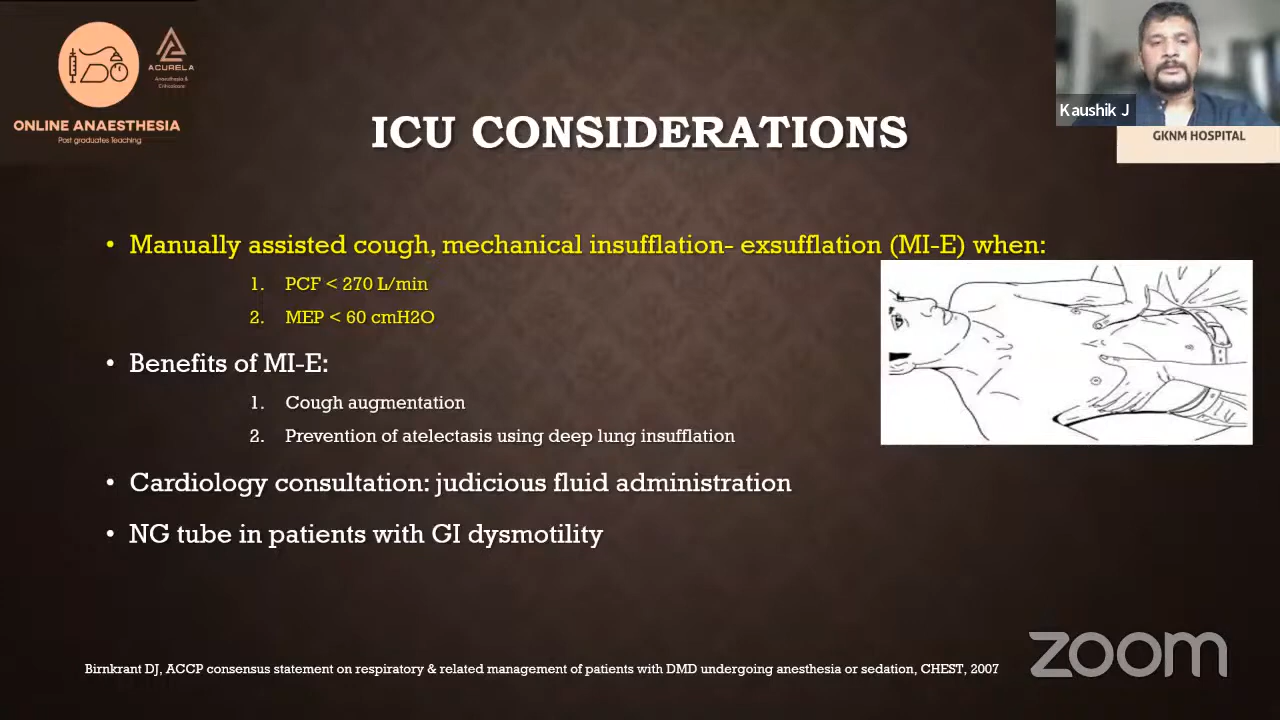 ACURELA
Anaesthesia &
Criticalcare
ONLINE ANAESTHESIA
Post graduates Teaching
Kaushik J
GKNM HOSPITAL
ICU CONSIDERATIONS
• Manually assisted cough, mechanical insufflation- exsufflation (MI-E) when:
1. PCF < 270 L/min
2. MEP < 60 cmH2O
• Benefits of MI-E:
1. Cough augmentation
2. Prevention of atelectasis using deep lung insufflation
• Cardiology consultation: judicious fluid administration
• NG tube in patients with GI dysmotility
Birnkrant DJ, ACCP consensus statement on respiratory & related management of patients with DMD undergoing anesthesia or sedation, CHEST, 2007
zoom